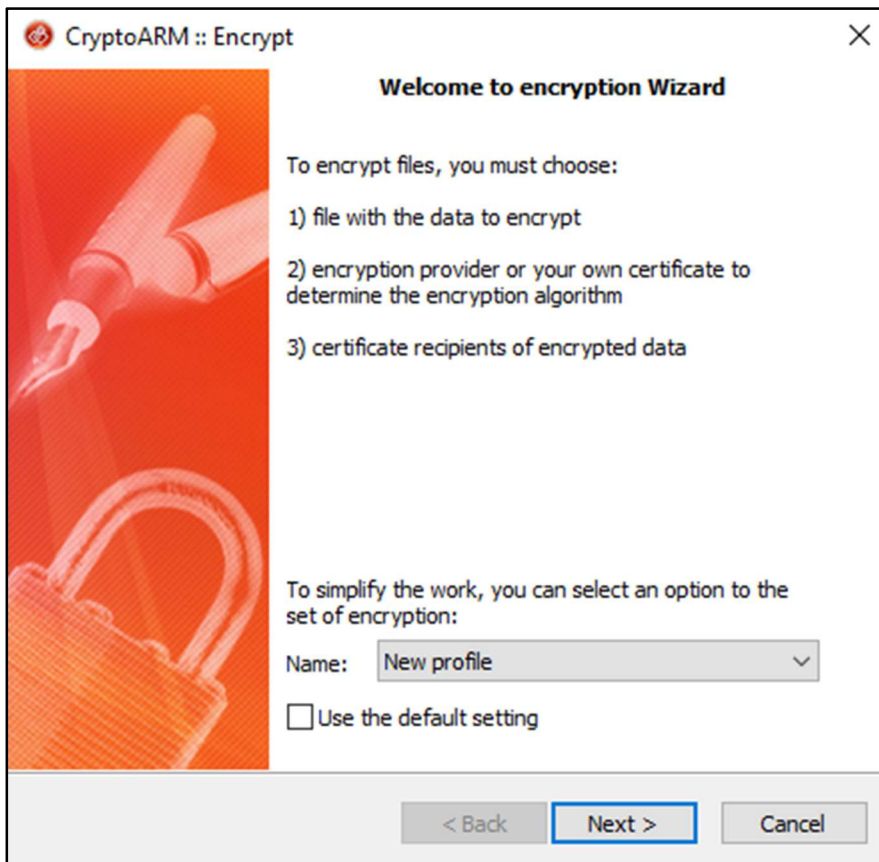 CryptoARM :: Encrypt
Welcome to encryption Wizard
To encrypt files, you must choose:
1) file with the data to encrypt
2) encryption provider or your own certificate to
determine the encryption algorithm
3) certificate recipients of encrypted data
To simplify the work, you can select an option to the
set of encryption:
Name: New profile
Use the default setting
< Back Next > Cancel